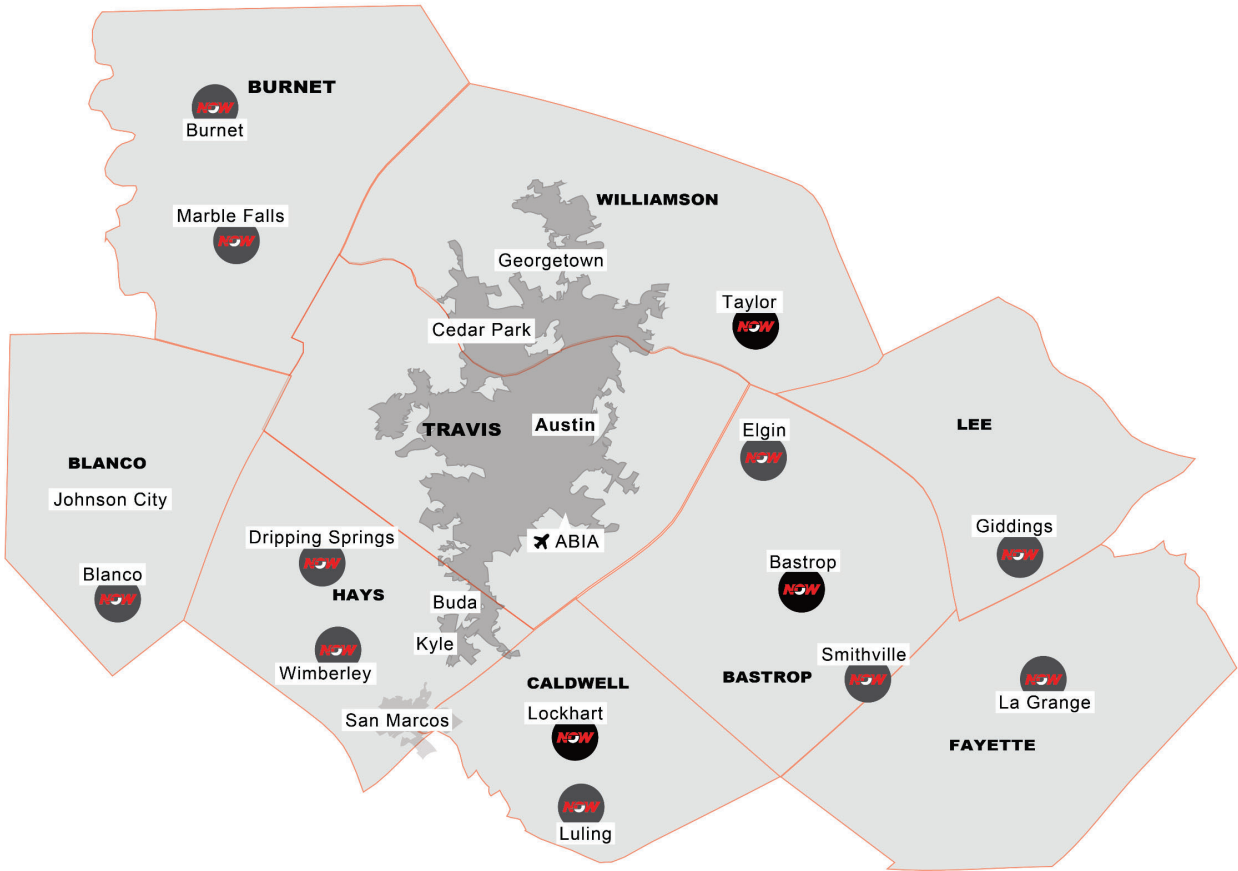 BURNET
NOW
Burnet
Marble Falls
NOW
WILLIAMSON
Georgetown
Taylor
NOW
Cedar Park
TRAVIS
Austin
Elgin
NOW
LEE
BLANCO
Johnson City
Giddings
NOW
Dripping Springs
NOW
ABIA
Bastrop
NOW
Blanco
NOW
HAYS
Buda
Kyle
NOW
Wimberley
Smithville
NOW
BASTROP
NOW
La Grange
CALDWELL
Lockhart
NOW
San Marcos
FAYETTE
NOW
Luling